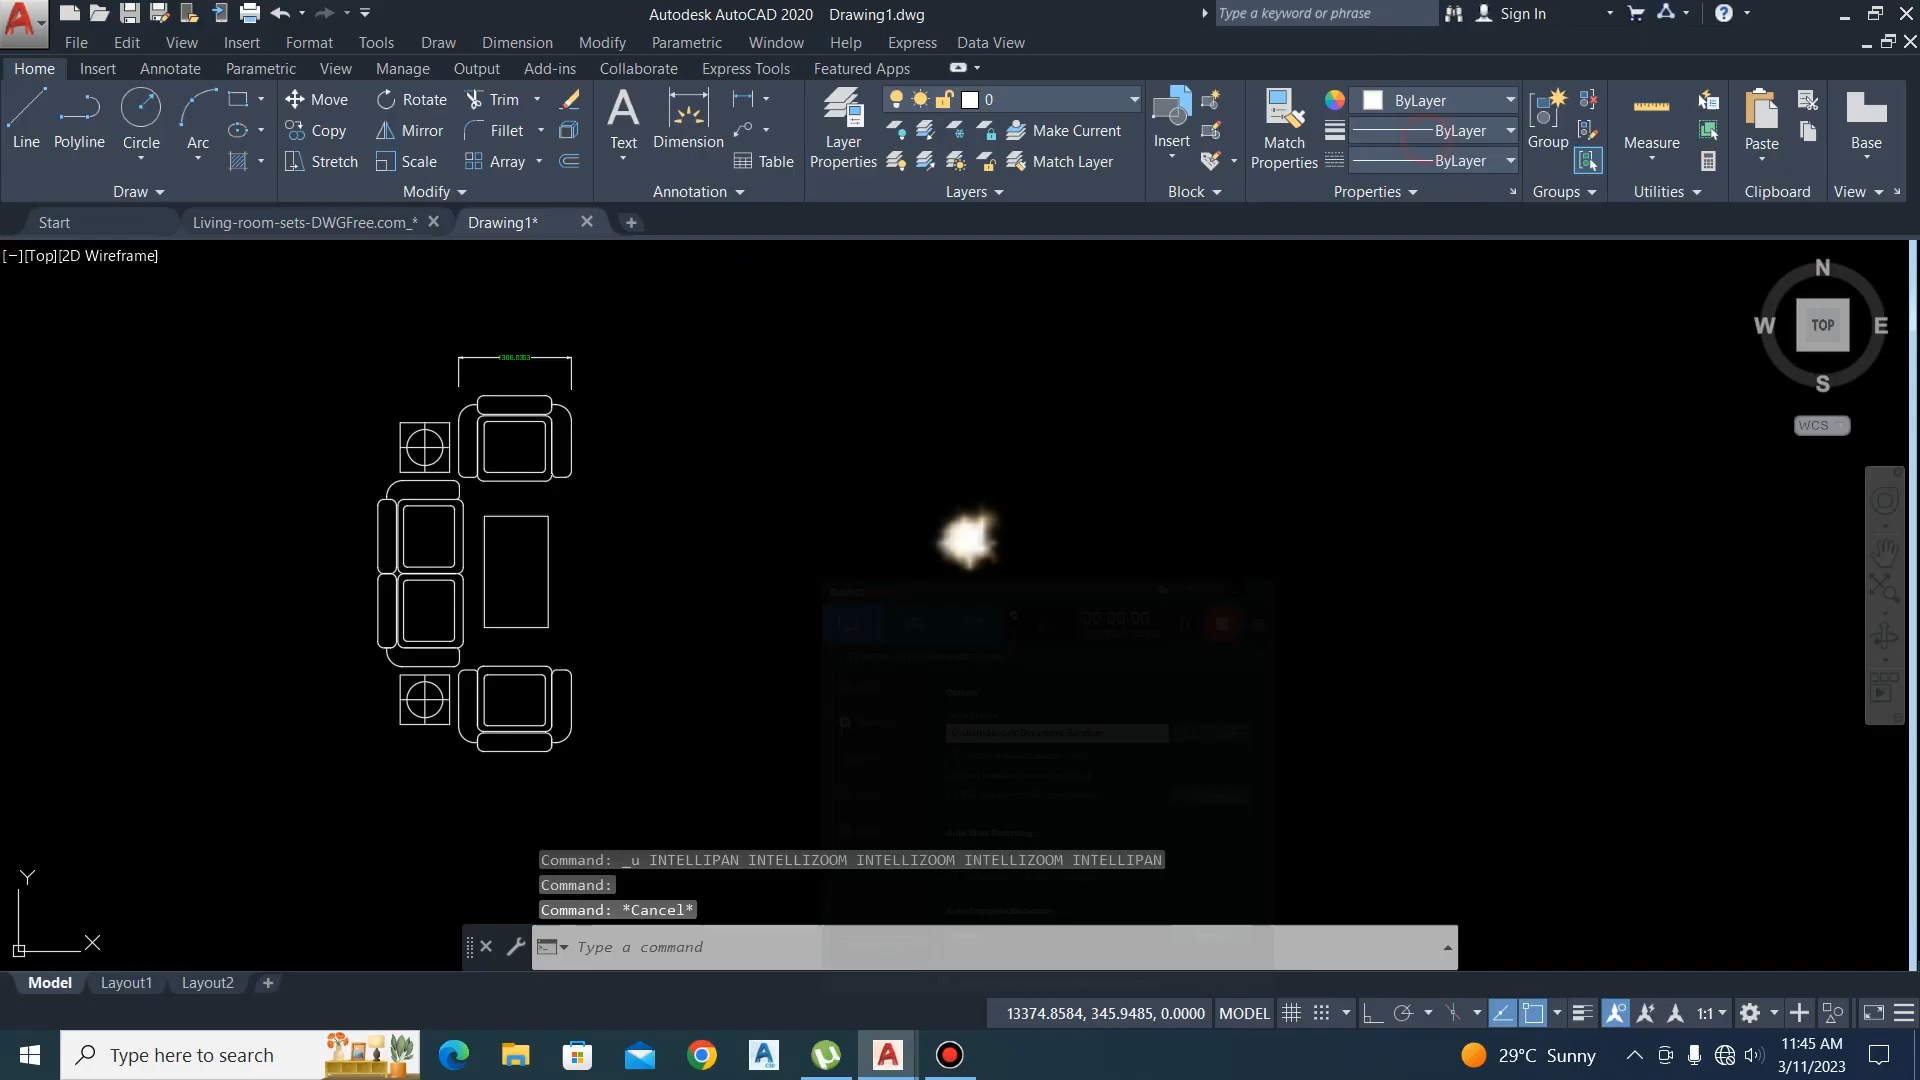 Autodesk AutoCAD 2020 Drawing1.dwg
Type a keyword or phrase
Sign In
File Edit View Insert Format Tools Draw Dimension Modify Parametric Window Help Express Data View
Home Insert Annotate Parametric View Manage Output Add-ins Collaborate Express Tools Featured Apps
Line Polyline Circle Arc
Move Rotate Trim
Copy Mirror Fillet
Stretch Scale Array
Text Dimension Table
Layer Properties
0
Make Current
Match Layer
Insert
Match Properties
ByLayer
ByLayer
ByLayer
Group
Measure
Paste
Base
Draw Modify Annotation Layers Block Properties Groups Utilities Clipboard View
Start Living-room-sets-DWGFree.com_* Drawing1*
[−][Top][2D Wireframe]
N
W TOP E
S
WCS
Command: _u INTELLIPAN INTELLIZOOM INTELLIZOOM INTELLIZOOM INTELLIPAN
Command:
Command: *Cancel*
Type a command
Y
X
Model Layout1 Layout2
13374.8584, 345.9485, 0.0000 MODEL 1:1
Type here to search
29°C Sunny
11:45 AM
3/11/2023